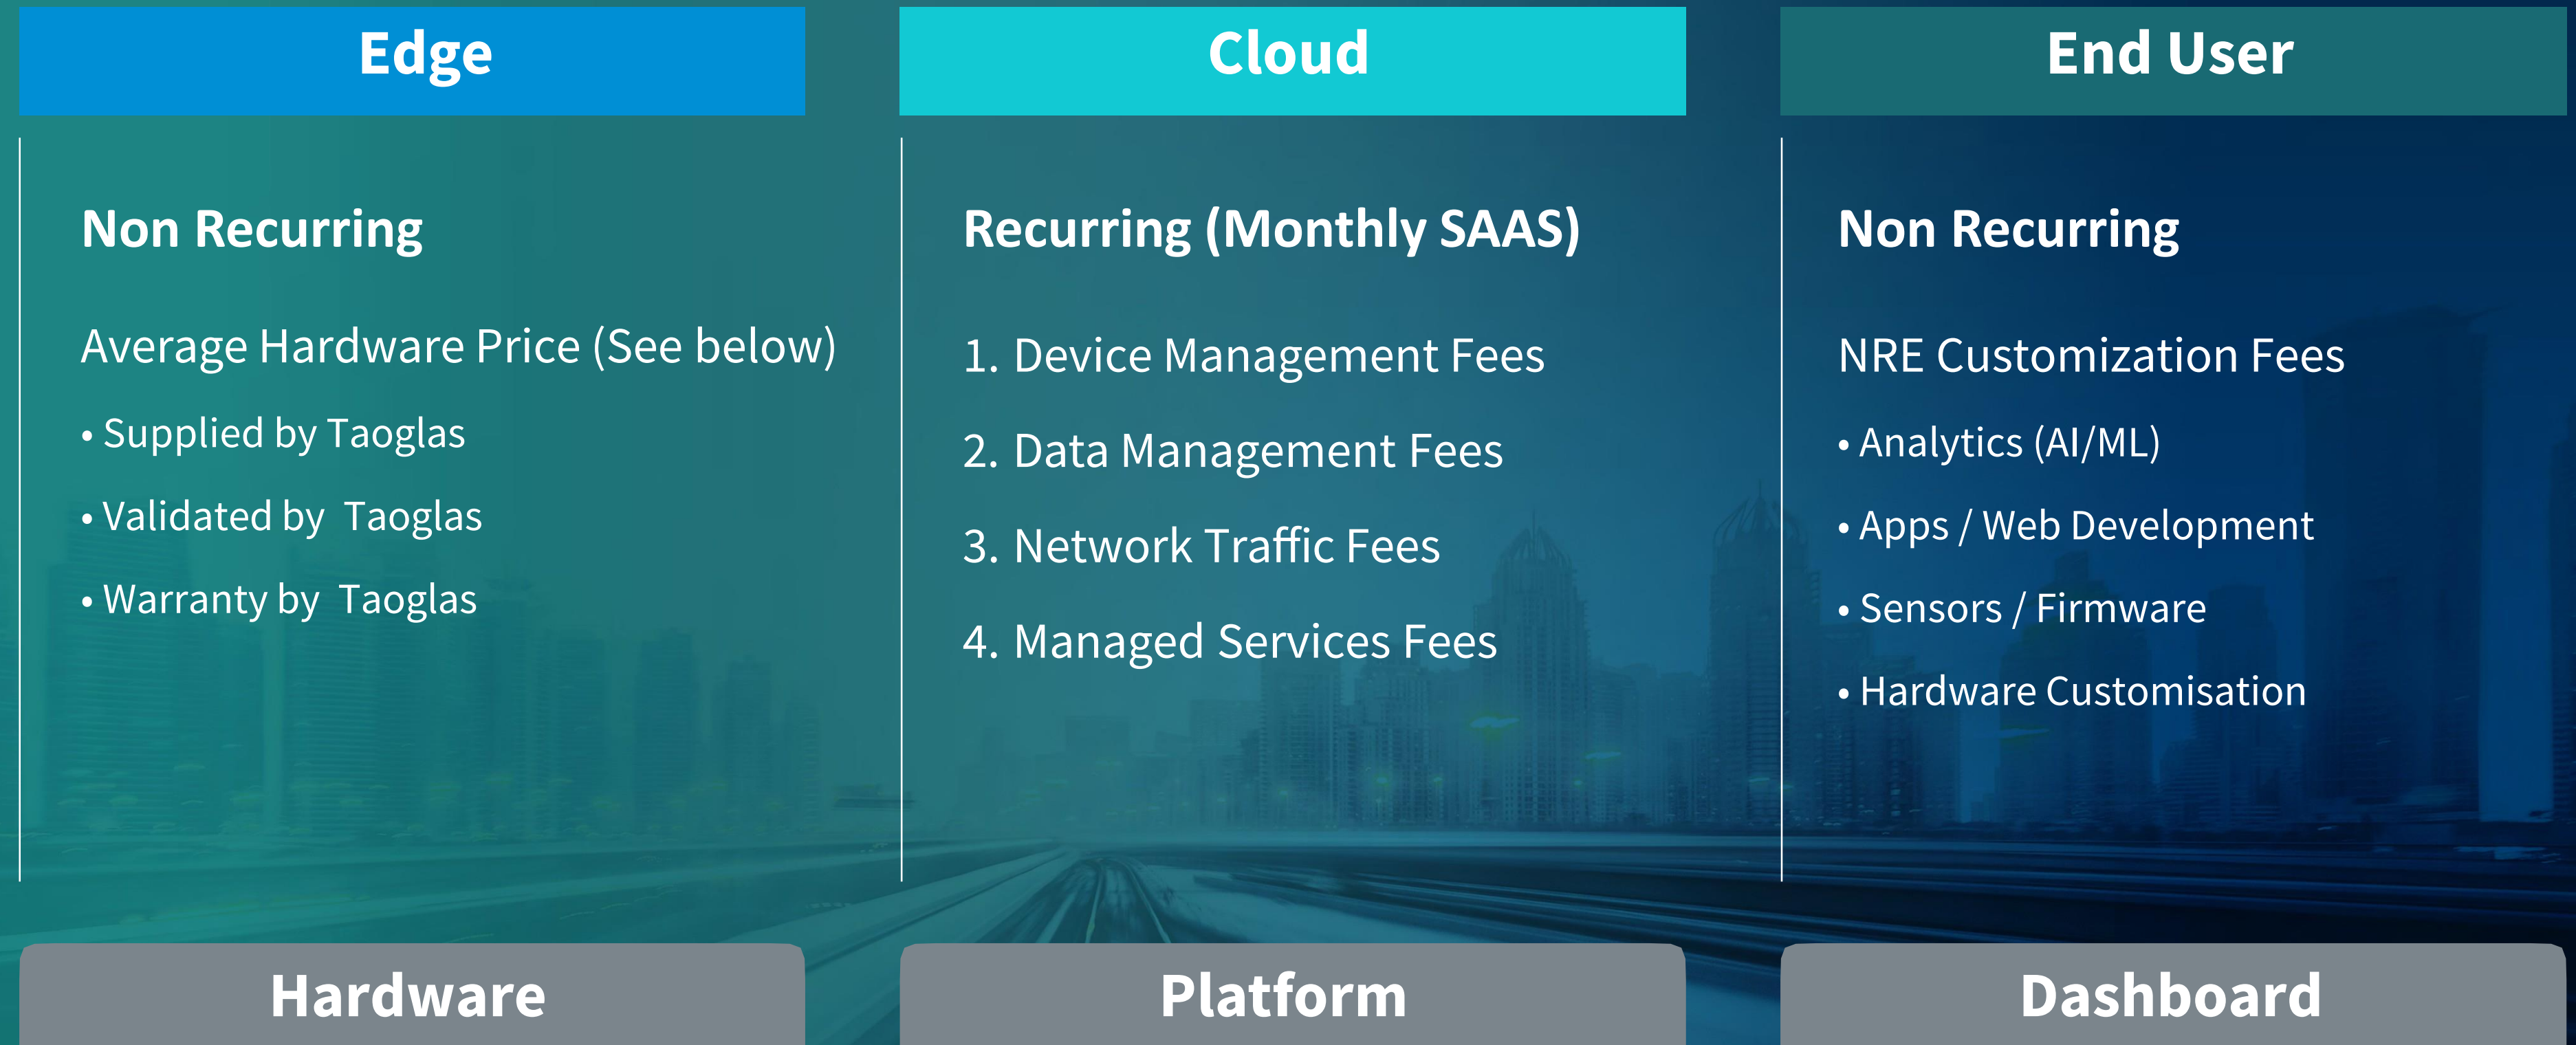 Edge
Non Recurring
Average Hardware Price (See below)
• Supplied by Taoglas
• Validated by  Taoglas
• Warranty by  Taoglas
Hardware
Cloud
Recurring (Monthly SAAS)
1. Device Management Fees
2. Data Management Fees
3. Network Traffic Fees
4. Managed Services Fees
Platform
End User
Non Recurring
NRE Customization Fees
• Analytics (AI/ML)
• Apps / Web Development
• Sensors / Firmware
• Hardware Customisation
Dashboard